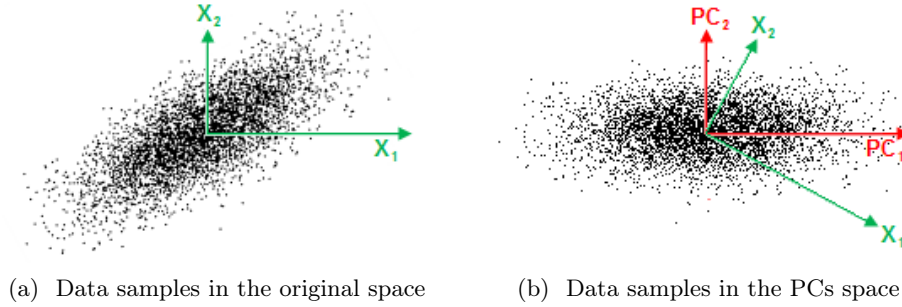 X₂
X₁
PC₂
X₂
PC₁
X₁
(a) Data samples in the original space
(b) Data samples in the PCs space